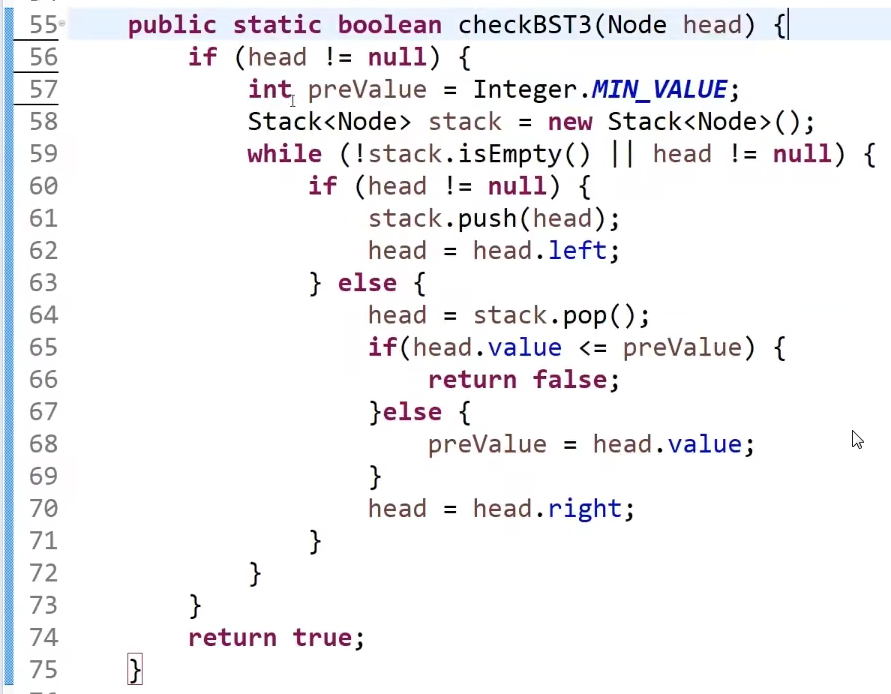 55 public static boolean checkBST3(Node head) {
56 if (head != null) {
57 int preValue = Integer.MIN_VALUE;
58 Stack<Node> stack = new Stack<Node>();
59 while (!stack.isEmpty() || head != null) {
60 if (head != null) {
61 stack.push(head);
62 head = head.left;
63 } else {
64 head = stack.pop();
65 if(head.value <= preValue) {
66 return false;
67 }else {
68 preValue = head.value;
69 }
70 head = head.right;
71 }
72 }
73 }
74 return true;
75 }